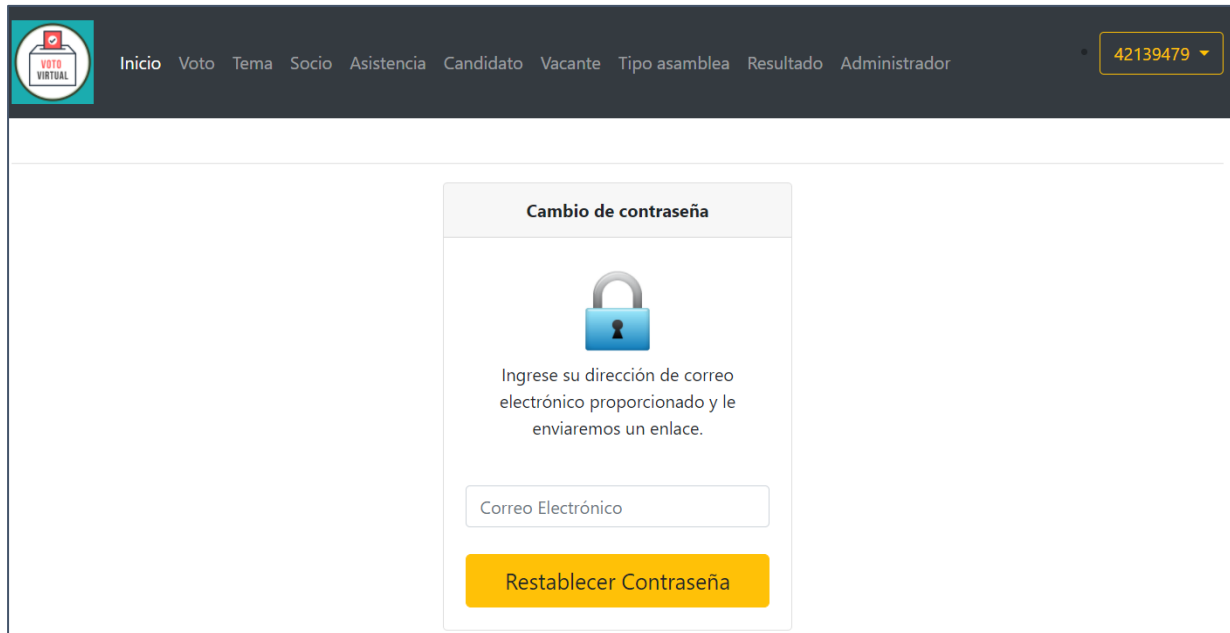 VOTO
VIRTUAL
Inicio Voto Tema Socio Asistencia Candidato Vacante Tipo asamblea Resultado Administrador
42139479
Cambio de contraseña
Ingrese su dirección de correo
electrónico proporcionado y le
enviaremos un enlace.
Correo Electrónico
Restablecer Contraseña